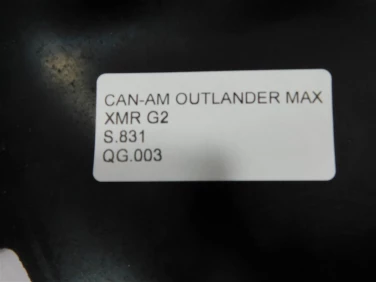 CAN-AM OUTLANDER MAX
XMR G2
S.831
QG.003